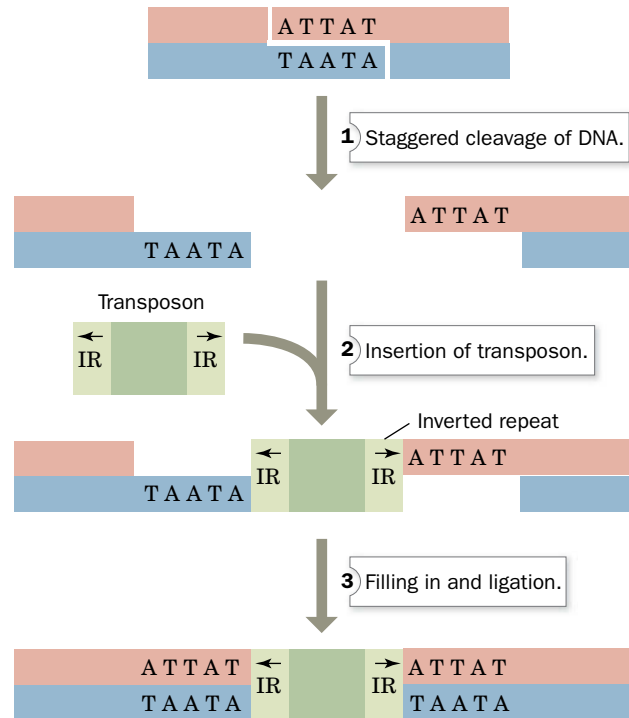 ATTAT
TAATA
1 Staggered cleavage of DNA.
ATTAT
TAATA
Transposon
IR IR
2 Insertion of transposon.
Inverted repeat
ATTAT
IR IR
TAATA
3 Filling in and ligation.
ATTAT ATTAT
IR IR
TAATA TAATA